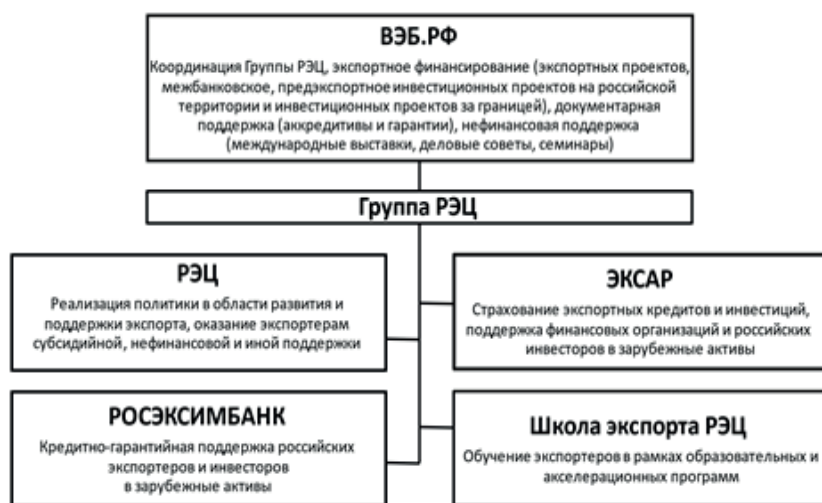 ВЭБ.РФ
Координация Группы РЭЦ, экспортное финансирование (экспортных проектов,
межбанковское, предэкспортное инвестиционных проектов на российской
территории и инвестиционных проектов за границей), документарная
поддержка (аккредитивы и гарантии), нефинансовая поддержка
(международные выставки, деловые советы, семинары)
Группа РЭЦ
РЭЦ
Реализация политики в области развития и
поддержки экспорта, оказание экспортерам
субсидийной, нефинансовой и иной поддержки
ЭКСАР
Страхование экспортных кредитов и инвестиций,
поддержка финансовых организаций и российских
инвесторов в зарубежные активы
РОСЭКСИМБАНК
Кредитно-гарантийная поддержка российских
экспортеров и инвесторов
в зарубежные активы
Школа экспорта РЭЦ
Обучение экспортеров в рамках образовательных и
акселерационных программ